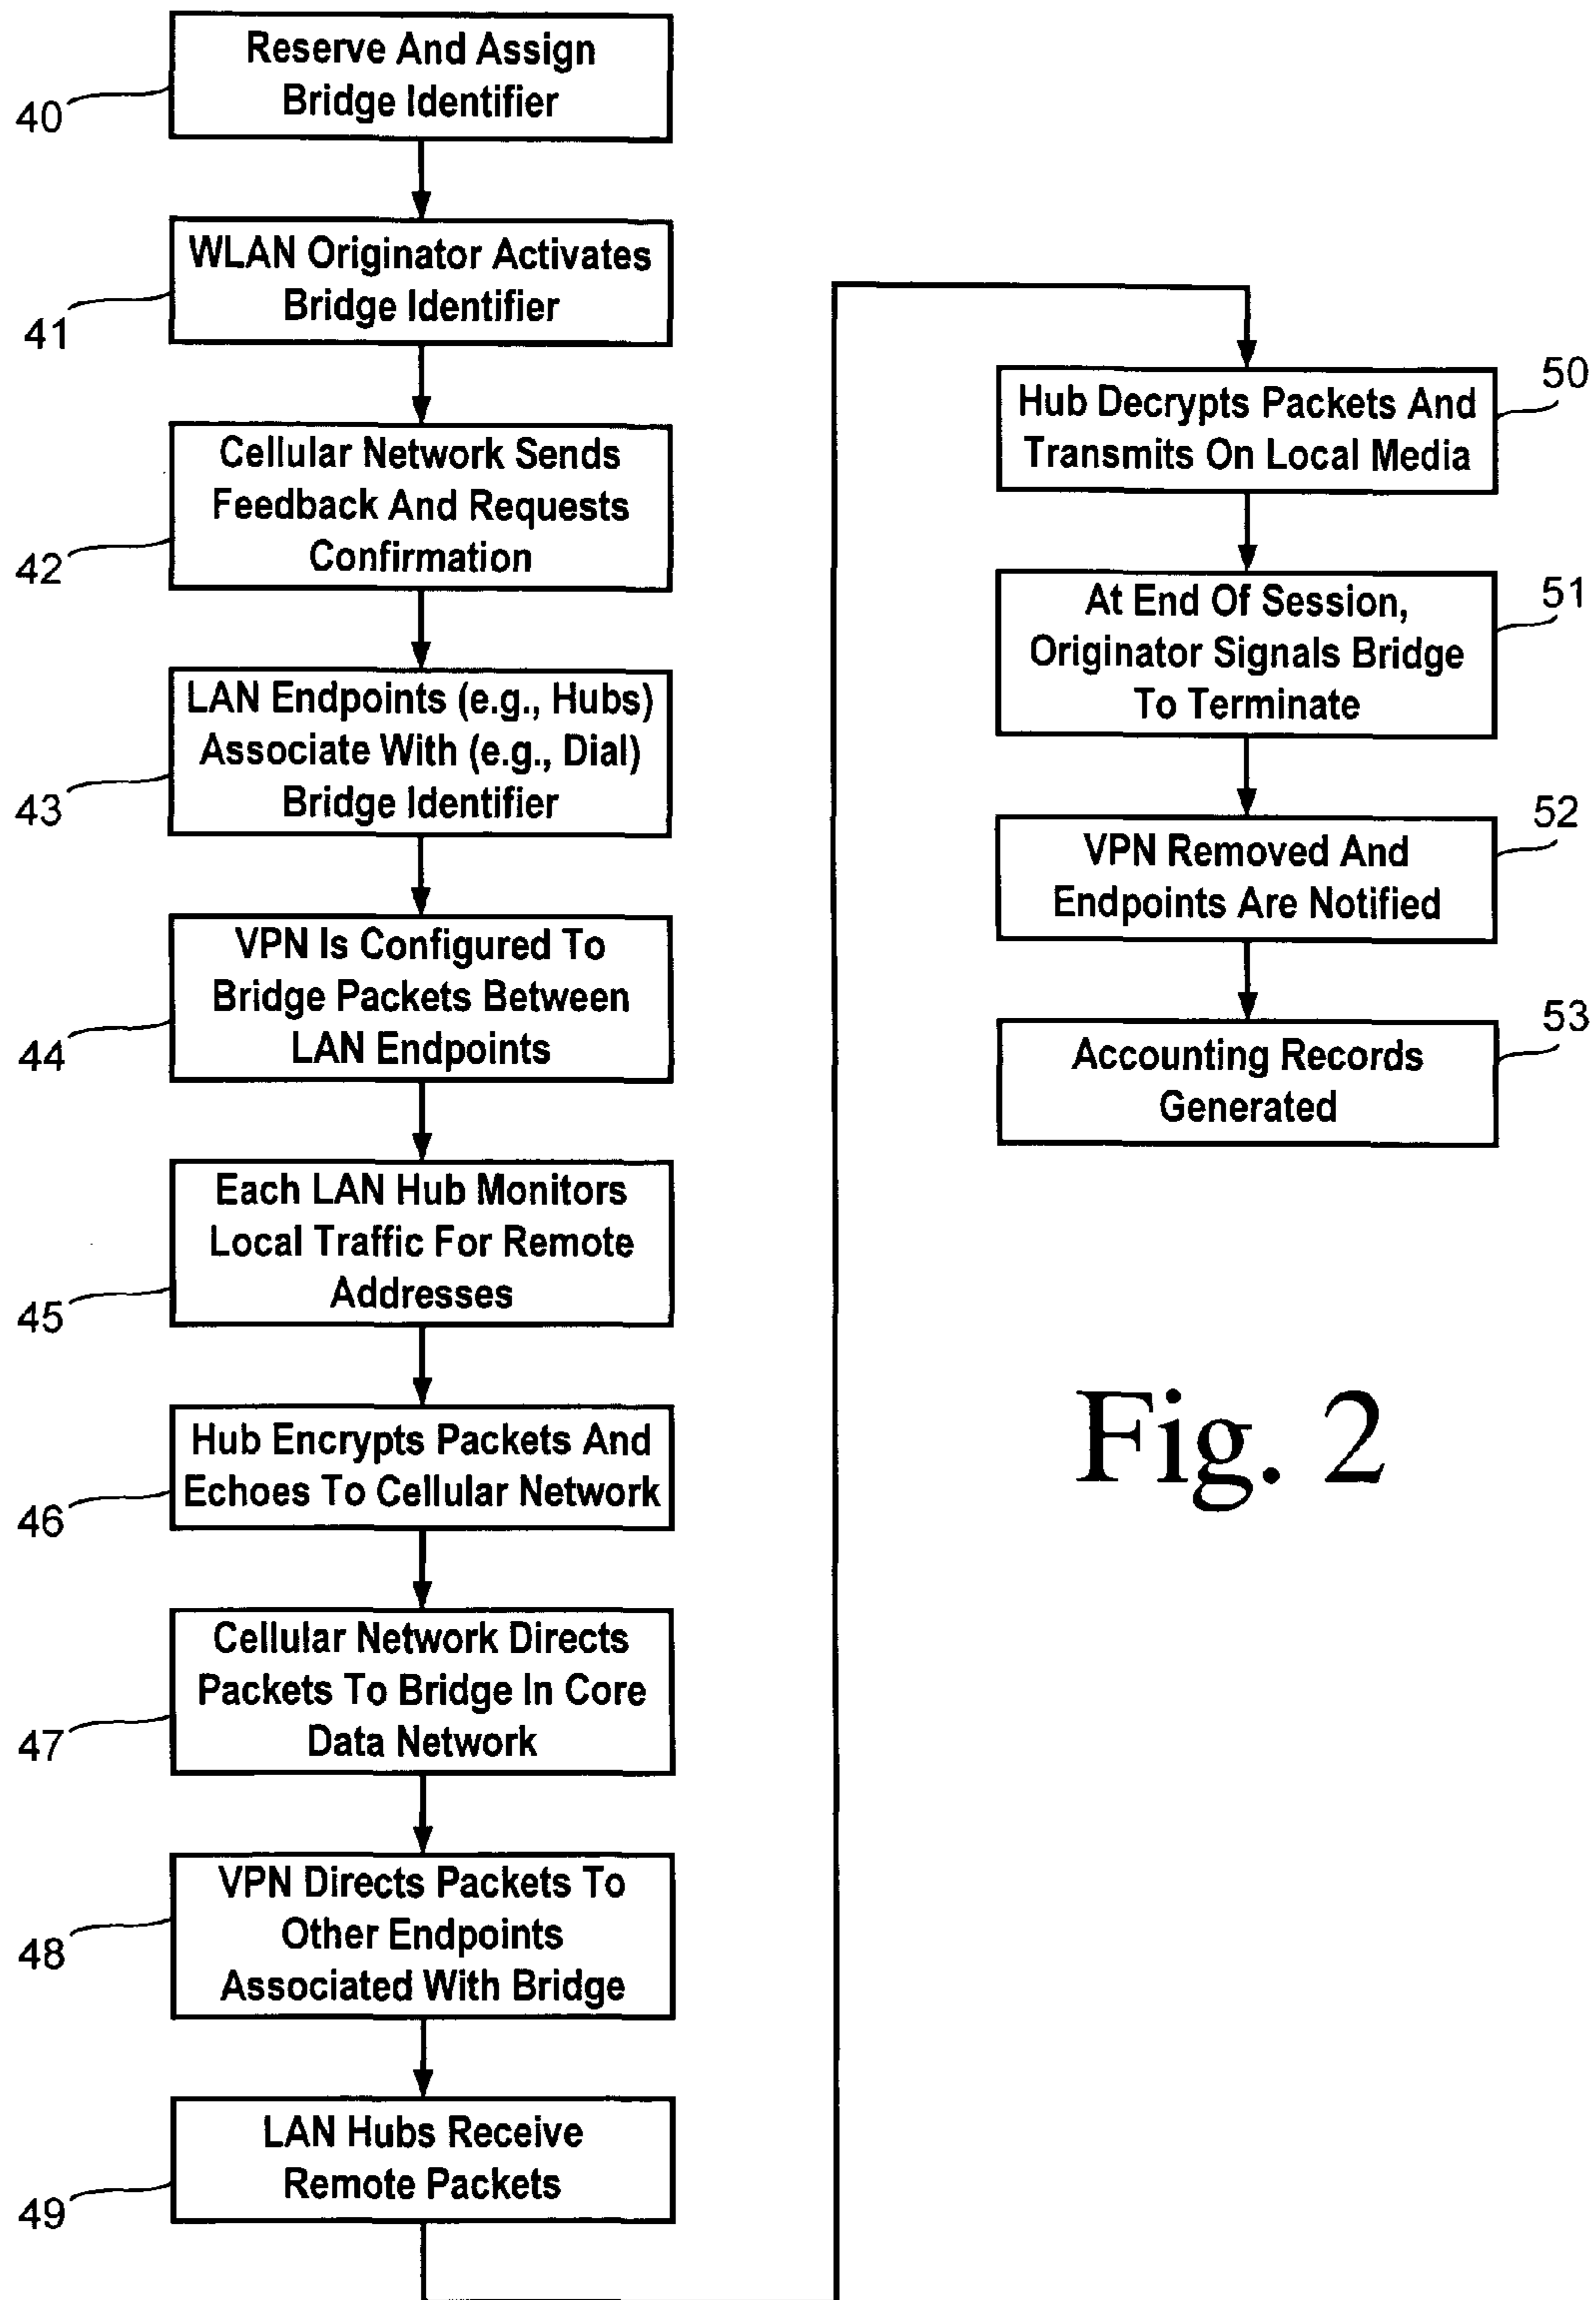 Reserve And Assign
Bridge Identifier
40
WLAN Originator Activates
Bridge Identifier
41
Cellular Network Sends
Feedback And Requests
Confirmation
42
LAN Endpoints (e.g., Hubs)
Associate With (e.g., Dial)
Bridge Identifier
43
VPN Is Configured To
Bridge Packets Between
LAN Endpoints
44
Each LAN Hub Monitors
Local Traffic For Remote
Addresses
45
Hub Encrypts Packets And
Echoes To Cellular Network
46
Cellular Network Directs
Packets To Bridge In Core
Data Network
47
VPN Directs Packets To
Other Endpoints
Associated With Bridge
48
LAN Hubs Receive
Remote Packets
49
Hub Decrypts Packets And
Transmits On Local Media
50
At End Of Session,
Originator Signals Bridge
To Terminate
51
VPN Removed And
Endpoints Are Notified
52
Accounting Records
Generated
53
Fig. 2